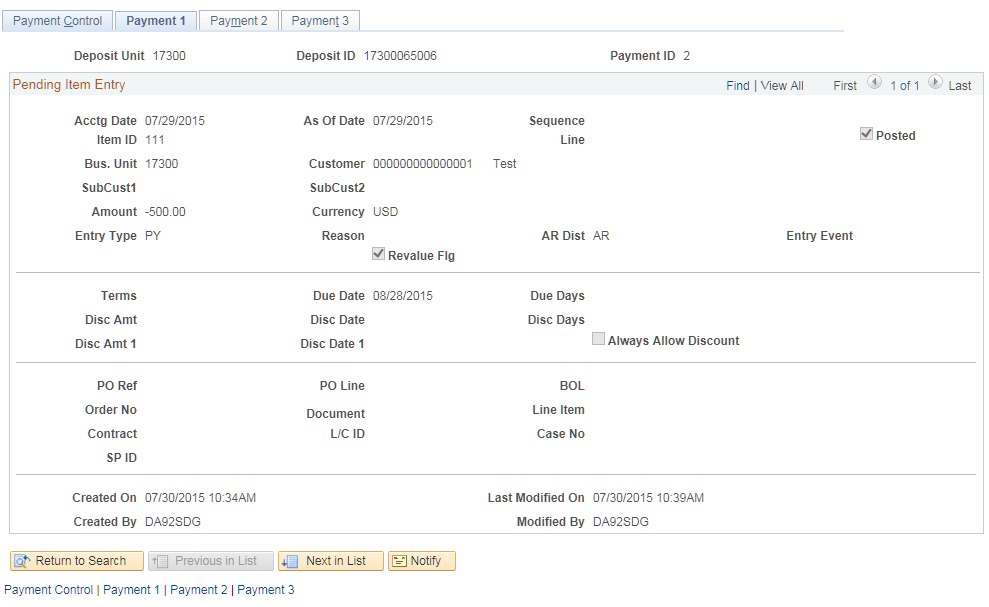 Payment Control Payment 1 Payment 2 Payment 3
Deposit Unit 17300 Deposit ID 17300065006 Payment ID 2
Pending Item Entry Find | View All First 1 of 1 Last
Acctg Date 07/29/2015 As Of Date 07/29/2015 Sequence
Item ID 111 Line
Posted
Bus. Unit 17300 Customer 000000000000001 Test
SubCust1 SubCust2
Amount -500.00 Currency USD
Entry Type PY Reason AR Dist AR Entry Event
Revalue Flg
Terms Due Date 08/28/2015 Due Days
Disc Amt Disc Date Disc Days
Disc Amt 1 Disc Date 1 Always Allow Discount
PO Ref PO Line BOL
Order No Document Line Item
Contract L/C ID Case No
SP ID
Created On 07/30/2015 10:34AM Last Modified On 07/30/2015 10:39AM
Created By DA92SDG Modified By DA92SDG
Return to Search Previous in List Next in List Notify
Payment Control | Payment 1 | Payment 2 | Payment 3